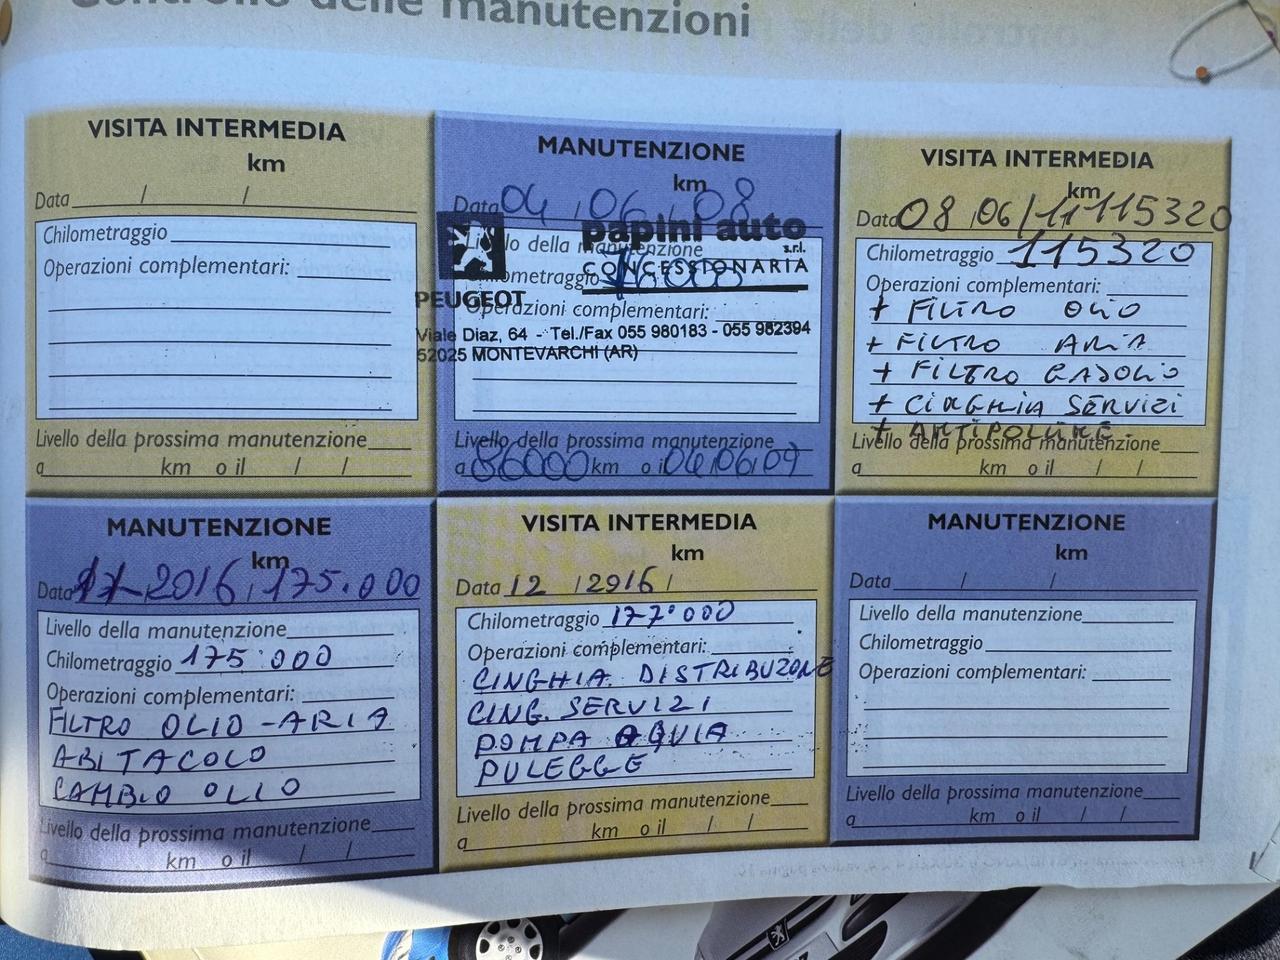 Controllo delle manutenzioni
VISITA INTERMEDIA
km
Data / /
Chilometraggio
Operazioni complementari:
Livello della prossima manutenzione
a km o il / /
MANUTENZIONE
km
Data 04 / 06 / 08
Livello della manutenzione
Chilometraggio
Operazioni complementari:
PEUGEOT
papini auto
s.r.l.
CONCESSIONARIA
Viale Diaz, 64 - Tel./Fax 055 980183 - 055 982394
52025 MONTEVARCHI (AR)
Livello della prossima manutenzione
a 86000 km o il 04/06/09
VISITA INTERMEDIA
km
Data 08 / 06 / 11 115320
Chilometraggio 115320
Operazioni complementari:
+ FILTRO OLIO
+ FILTRO ARIA
+ FILTRO GASOLIO
+ CINGHIA SERVIZI
+ ANTIPOLLINE
Livello della prossima manutenzione
a km o il / /
MANUTENZIONE
km
Data 2016 175.000
Livello della manutenzione
Chilometraggio 175.000
Operazioni complementari:
FILTRO OLIO - ARIA
ABITACOLO
CAMBIO OLIO
Livello della prossima manutenzione
a km o il / /
VISITA INTERMEDIA
km
Data 12 / 2016 /
Chilometraggio 177.000
Operazioni complementari:
CINGHIA DISTRIBUZONE
CING. SERVIZI
POMPA AQUIA
PULEGGE
Livello della prossima manutenzione
a km o il / /
MANUTENZIONE
km
Data / /
Livello della manutenzione
Chilometraggio
Operazioni complementari:
Livello della prossima manutenzione
a km o il / /